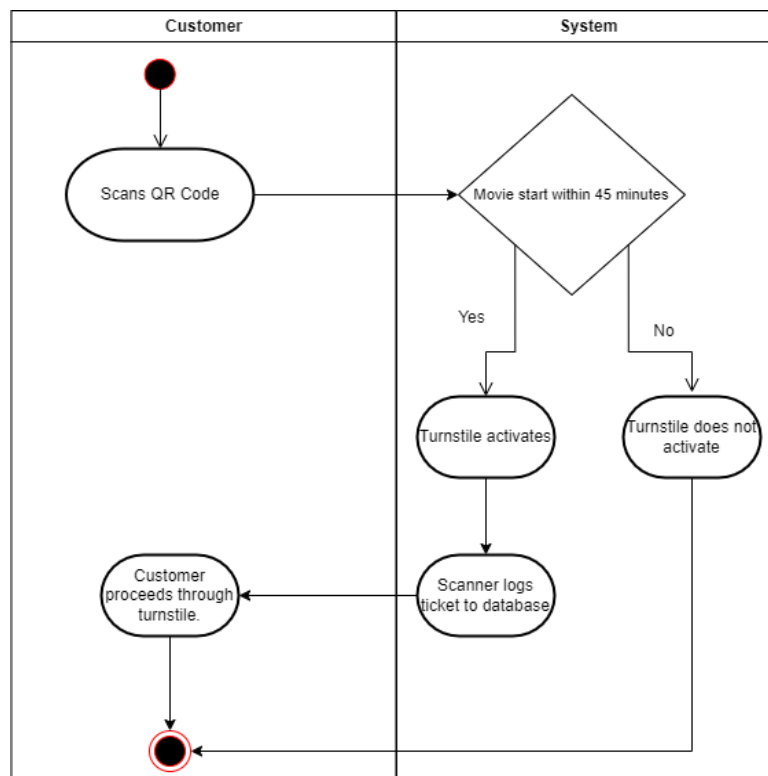 Customer
System
Scans QR Code
Movie start within 45 minutes
Yes
No
Turnstile activates
Turnstile does not
activate
Customer
proceeds through
turnstile.
Scanner logs
ticket to database